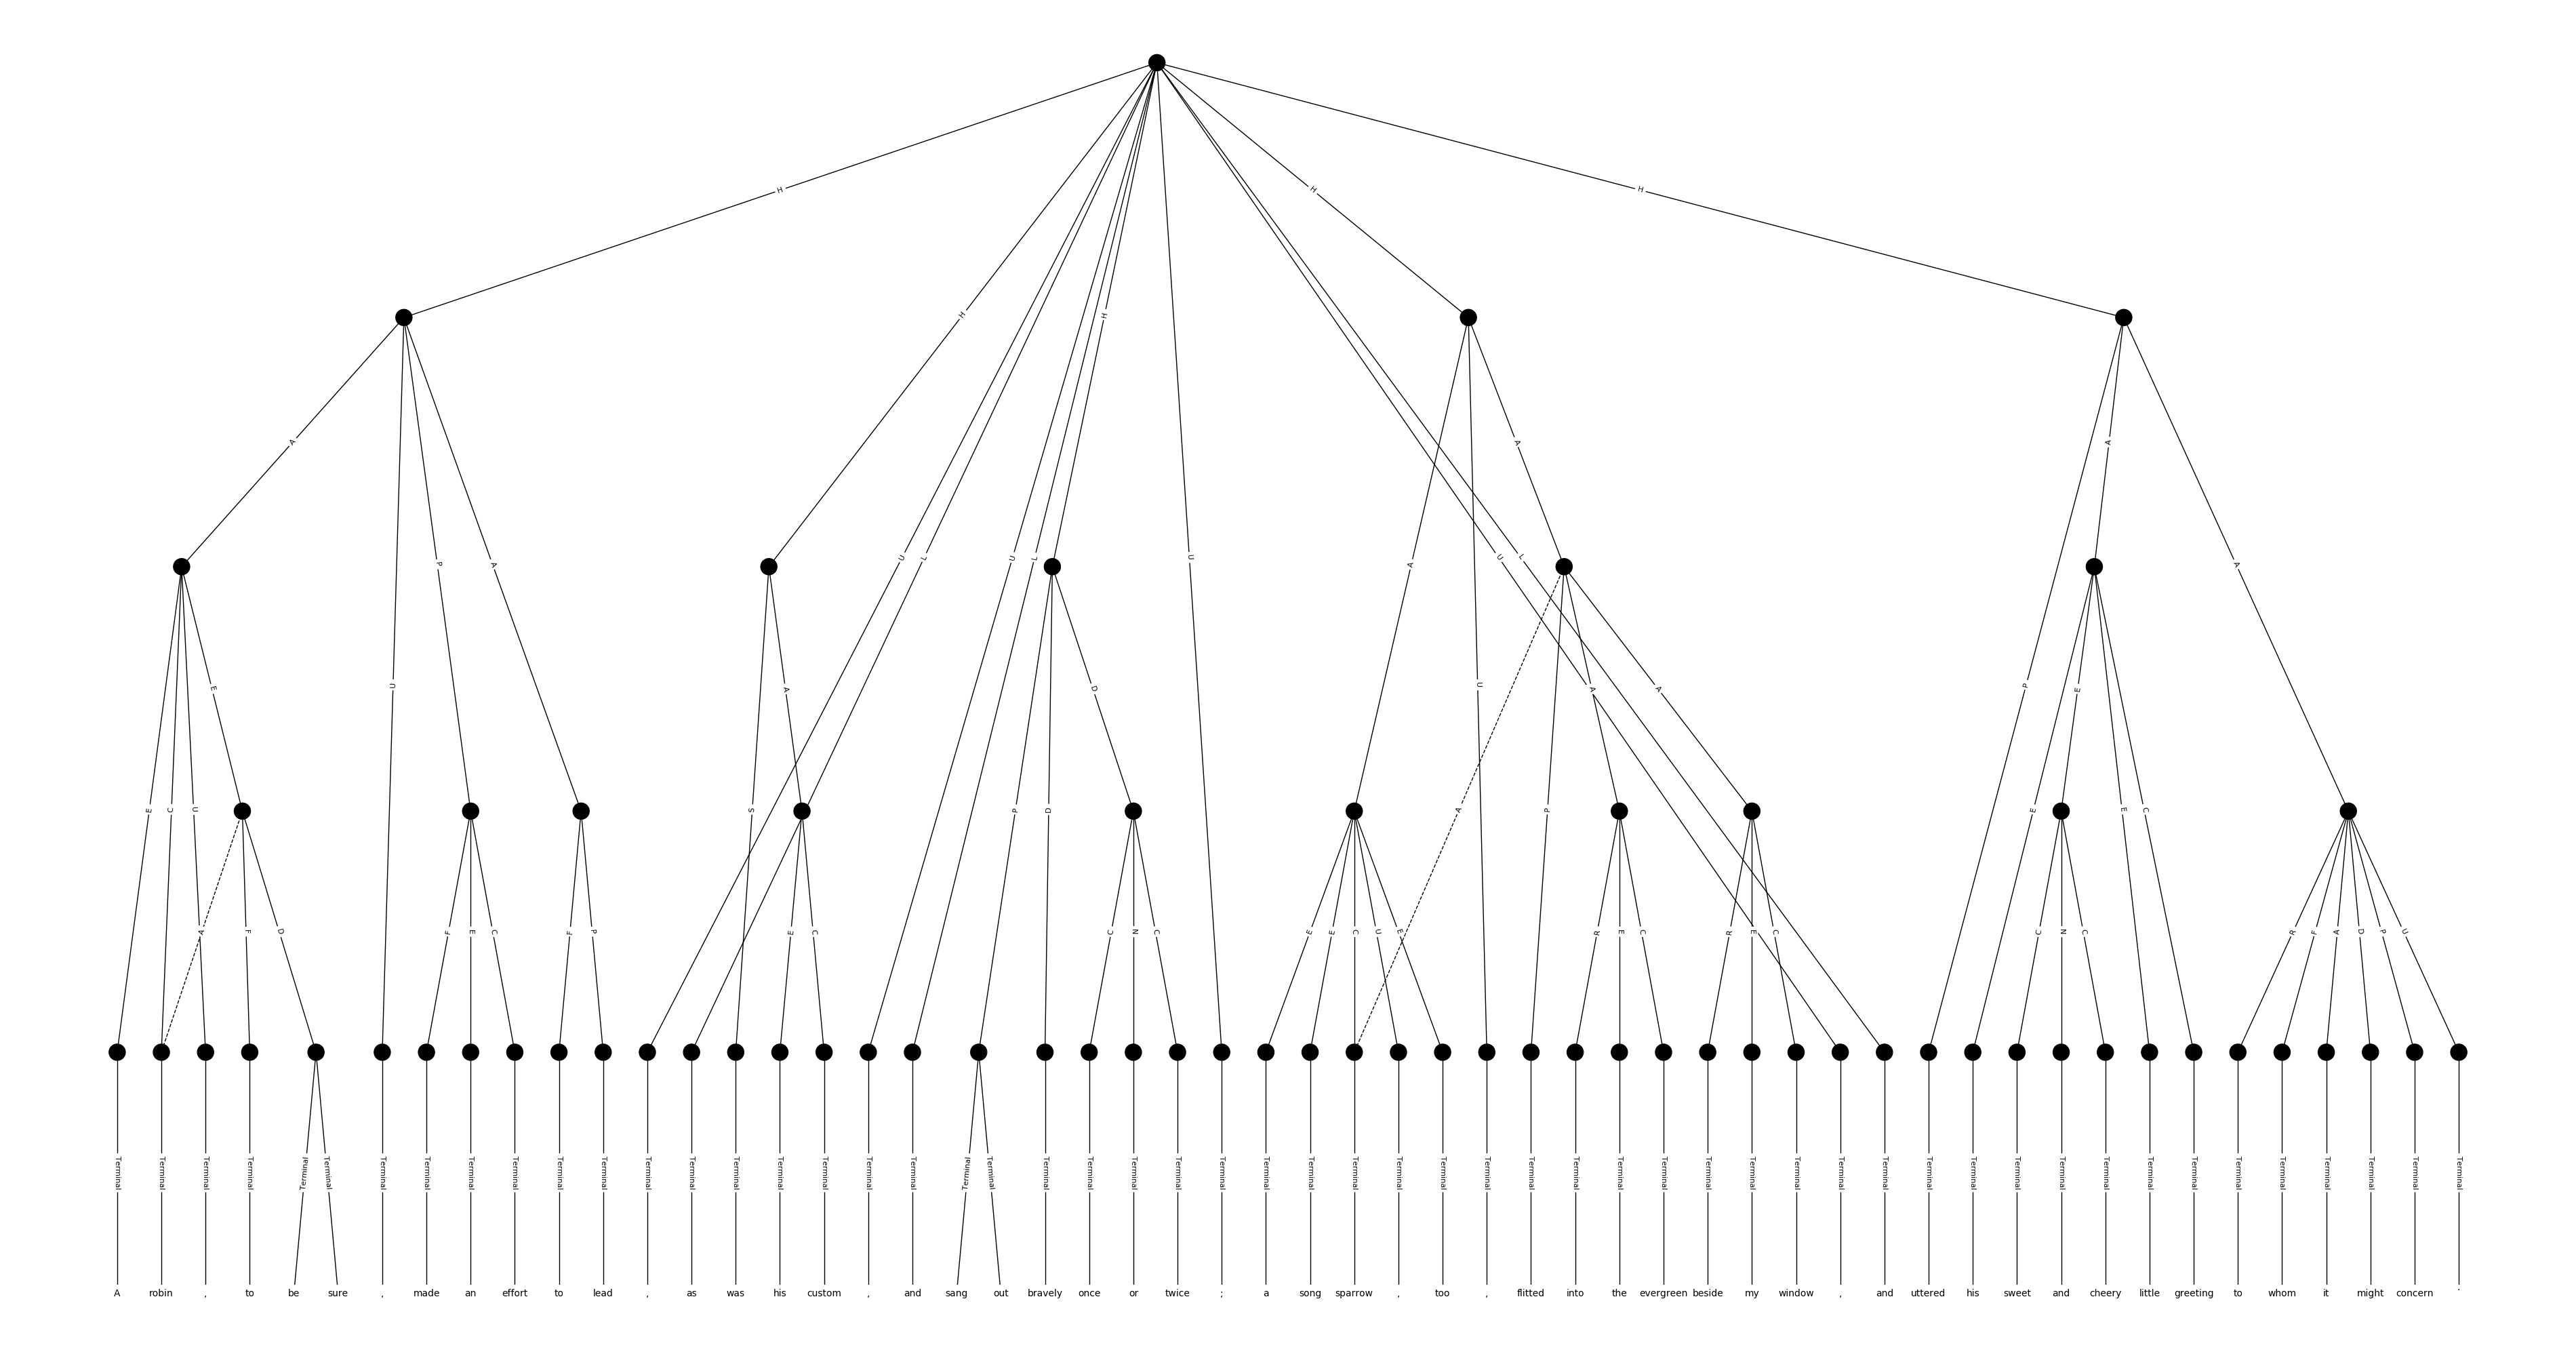 H H H H H
A U L U L H U A U L A A
P A U P
E S A P D D A A P E
E C U E P D P A A E C
A F D F E C F P E C C N C E E C U E R E C R E C C N C R F A D P U
Terminal Terminal Terminal Terminal Terminal Terminal Terminal Terminal Terminal Terminal Terminal Terminal Terminal Terminal Terminal Terminal Terminal Terminal Terminal Terminal Terminal Terminal Terminal Terminal Terminal Terminal Terminal Terminal Terminal Terminal Terminal Terminal Terminal Terminal Terminal Terminal Terminal Terminal Terminal Terminal Terminal Terminal Terminal Terminal Terminal Terminal Terminal Terminal Terminal Terminal Terminal Terminal Terminal Terminal
A robin , to be sure , made an effort to lead , as was his custom , and sang out bravely once or twice ; a song sparrow , too , flitted into the evergreen beside my window , and uttered his sweet and cheery little greeting to whom it might concern .